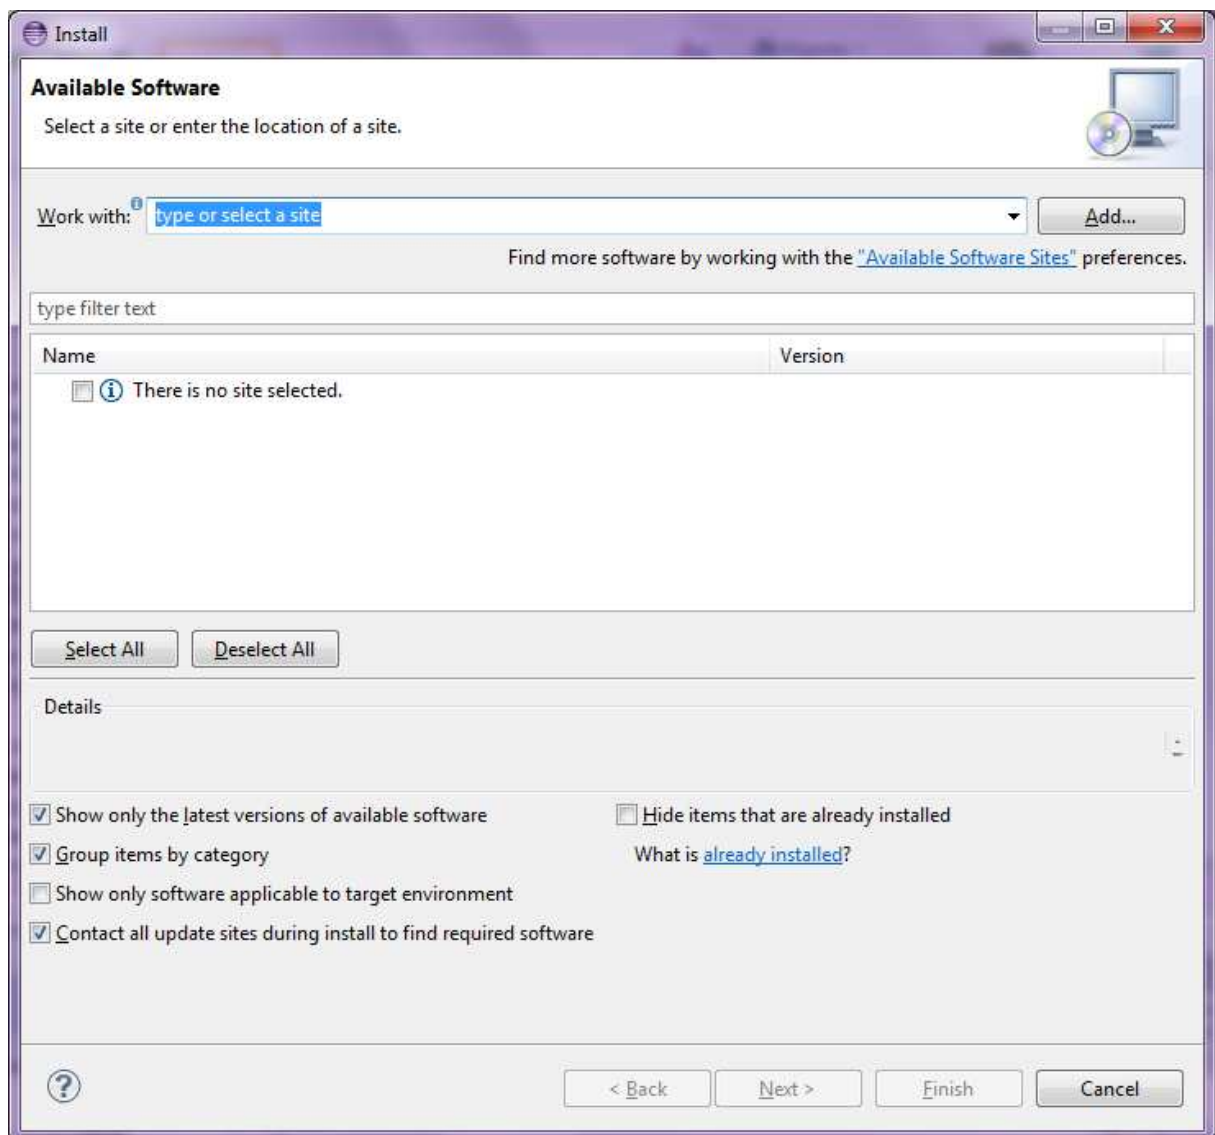 Install
Available Software
Select a site or enter the location of a site.
Work with: type or select a site Add...
Find more software by working with the "Available Software Sites" preferences.
type filter text
Name Version
There is no site selected.
Select All Deselect All
Details
Show only the latest versions of available software Hide items that are already installed
Group items by category What is already installed?
Show only software applicable to target environment
Contact all update sites during install to find required software
? < Back Next > Finish Cancel